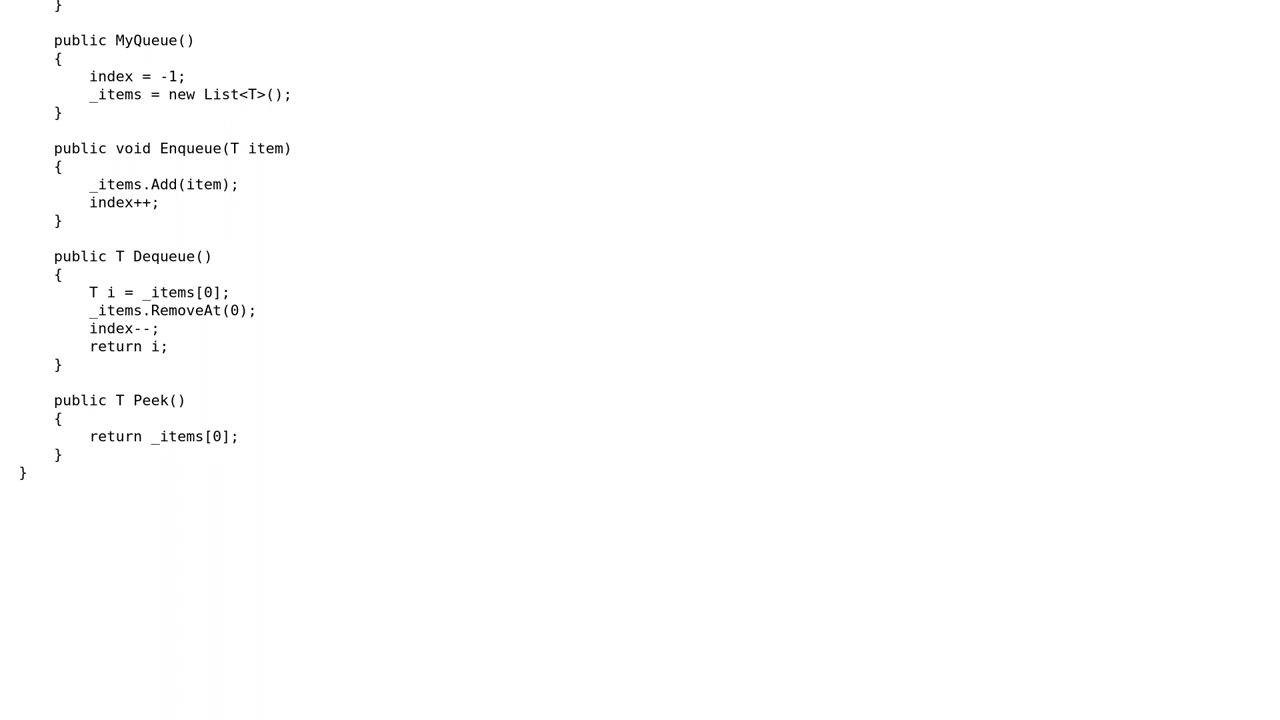 }

    public MyQueue()
    {
        index = -1;
        _items = new List<T>();
    }

    public void Enqueue(T item)
    {
        _items.Add(item);
        index++;
    }

    public T Dequeue()
    {
        T i = _items[0];
        _items.RemoveAt(0);
        index--;
        return i;
    }

    public T Peek()
    {
        return _items[0];
    }
}